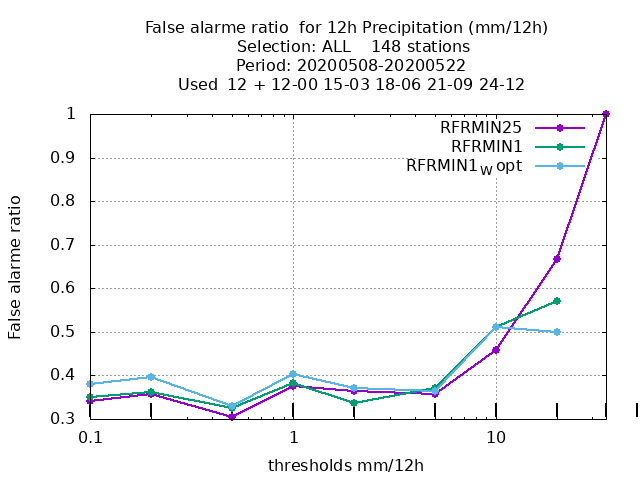 False alarme ratio  for 12h Precipitation (mm/12h)
Selection: ALL    148 stations
Period: 20200508-20200522
Used  12 + 12-00 15-03 18-06 21-09 24-12
RFRMIN25
RFRMIN1
RFRMIN1_W opt
False alarme ratio
1
0.9
0.8
0.7
0.6
0.5
0.4
0.3
0.1
1
10
thresholds mm/12h